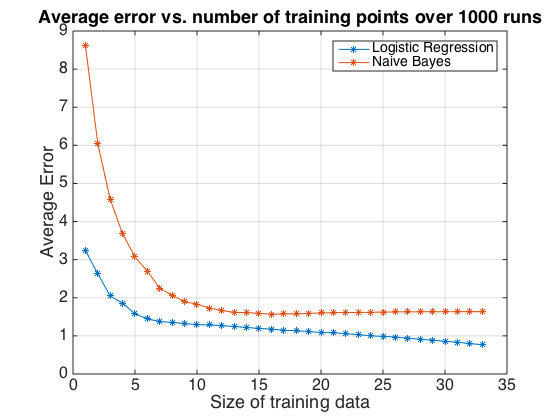 Average error vs. number of training points over 1000 runs
9
8
7
6
5
4
3
2
1
0
Average Error
Logistic Regression
Naive Bayes
0 5 10 15 20 25 30 35
Size of training data